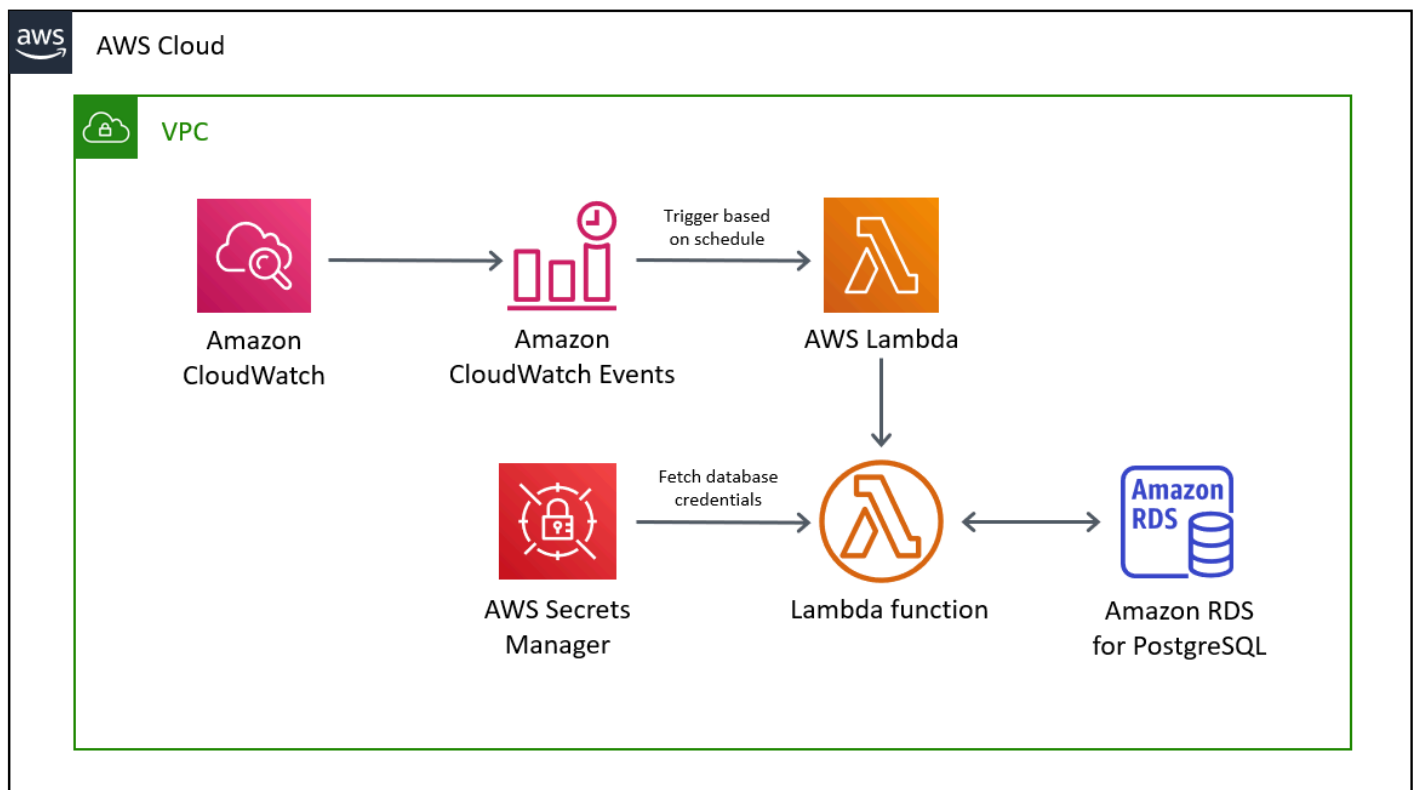 aws
AWS Cloud
VPC
Trigger based
on schedule
Amazon
CloudWatch
Amazon
CloudWatch Events
AWS Lambda
Fetch database
credentials
Amazon
RDS
AWS Secrets
Manager
Lambda function
Amazon RDS
for PostgreSQL